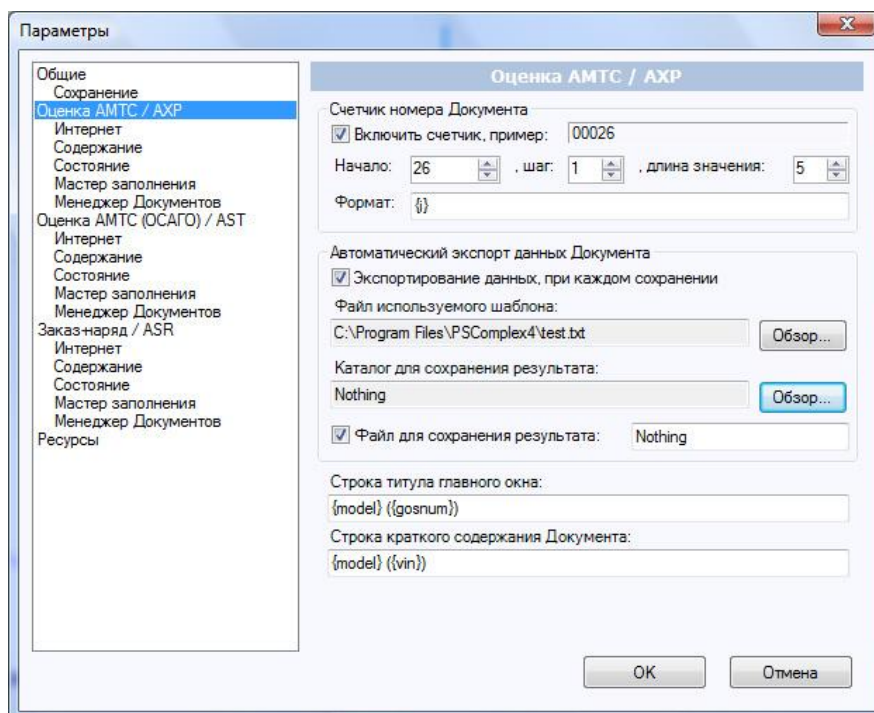 Параметры
Общие
Сохранение
Оценка АМТС / AXP
Интернет
Содержание
Состояние
Мастер заполнения
Менеджер Документов
Оценка АМТС (ОСАГО) / AST
Интернет
Содержание
Состояние
Мастер заполнения
Менеджер Документов
Заказ-наряд / ASR
Интернет
Содержание
Состояние
Мастер заполнения
Менеджер Документов
Ресурсы
Оценка АМТС / AXP
Счетчик номера Документа
Включить счетчик, пример: 00026
Начало: 26 , шаг: 1 , длина значения: 5
Формат: {i}
Автоматический экспорт данных Документа
Экспортирование данных, при каждом сохранении
Файл используемого шаблона:
C:\Program Files\PSComplex4\test.txt Обзор...
Каталог для сохранения результата:
Nothing Обзор...
Файл для сохранения результата: Nothing
Строка титула главного окна:
{model} ({gosnum})
Строка краткого содержания Документа:
{model} ({vin})
OK Отмена